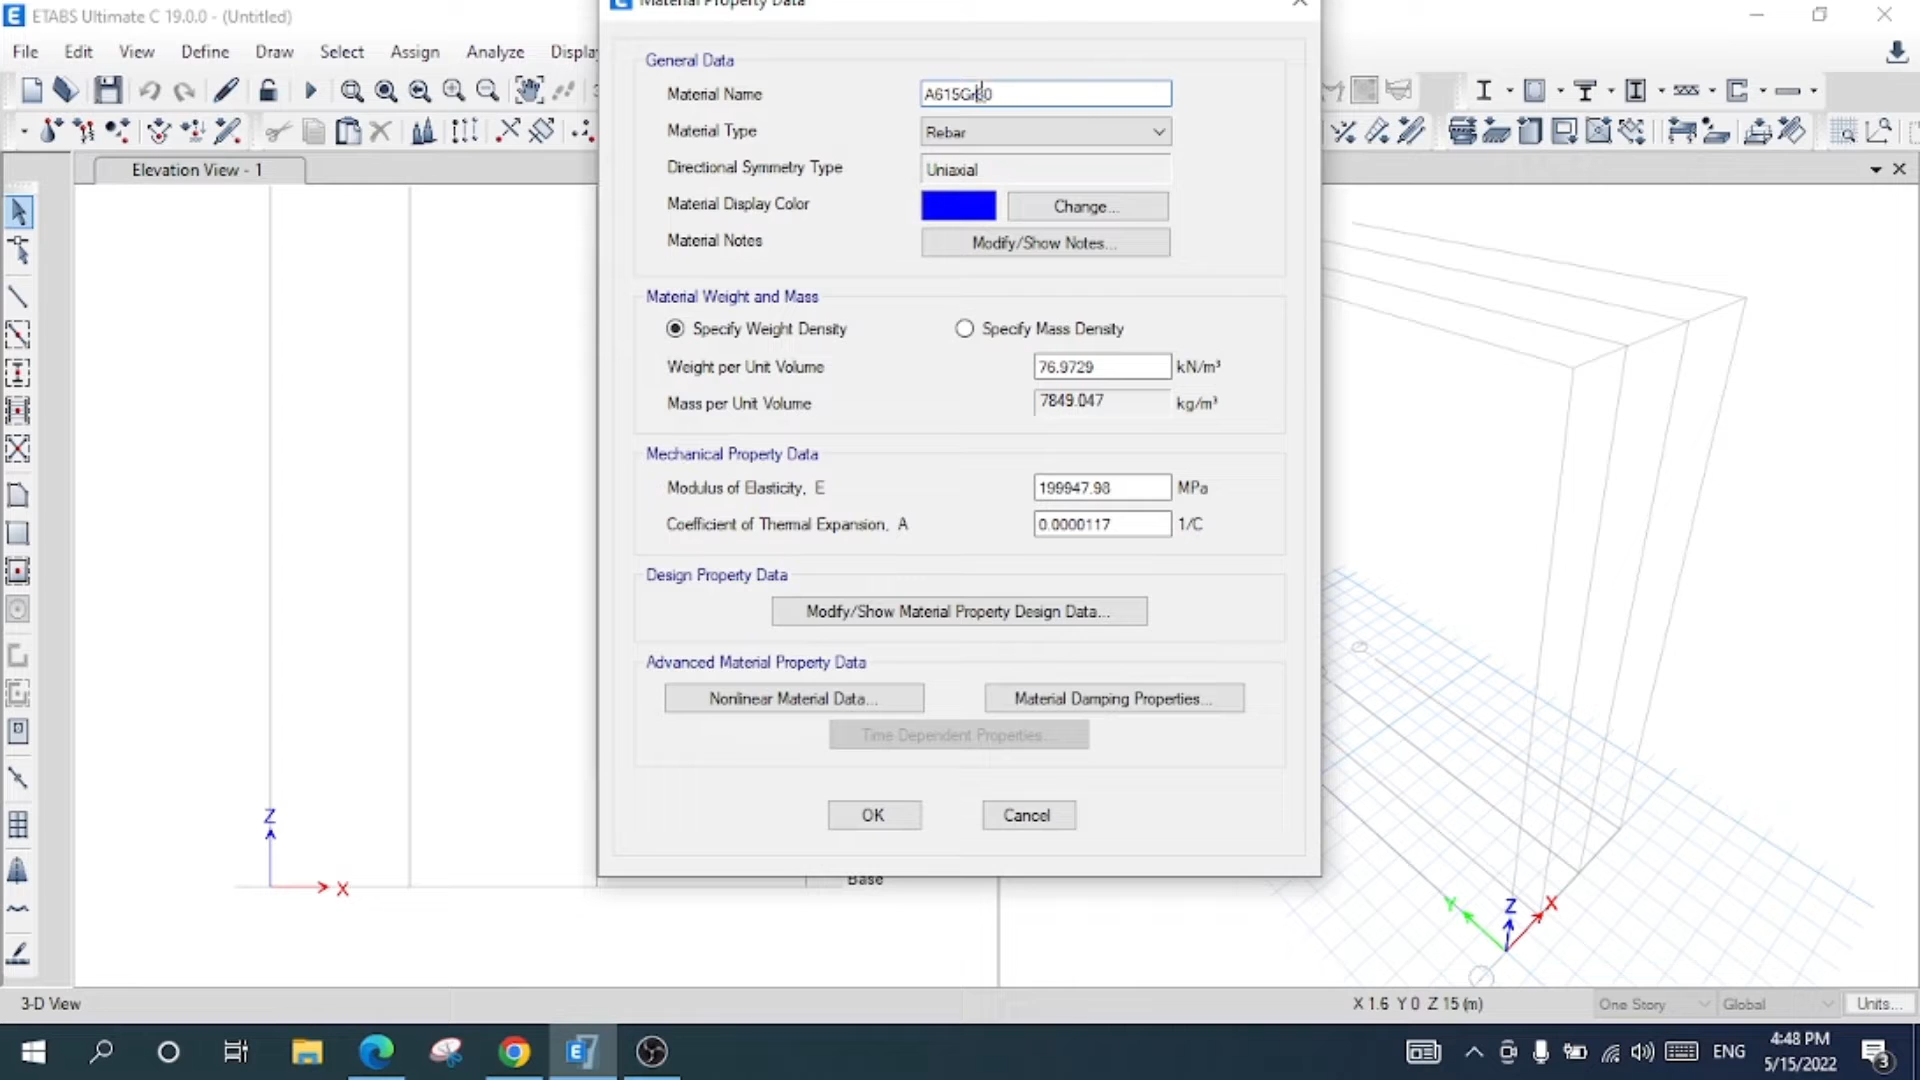 ETABS Ultimate C 19.0.0 - (Untitled)
Material Property Data
File Edit View Define Draw Select Assign Analyze Display
General Data
Material Name
Material Type Rebar
Directional Symmetry Type Uniaxial
Material Display Color Change...
Material Notes Modify/Show Notes...
Elevation View - 1
Material Weight and Mass
Specify Weight Density Specify Mass Density
Weight per Unit Volume 76.9729 kN/m³
Mass per Unit Volume 7849.047 kg/m³
Mechanical Property Data
Modulus of Elasticity, E 199947.98 MPa
Coefficient of Thermal Expansion, A 0.0000117 1/C
Design Property Data
Modify/Show Material Property Design Data...
Advanced Material Property Data
Nonlinear Material Data... Material Damping Properties...
Time Dependent Properties...
OK Cancel
Z
X
Base
Y Z X
3-D View X 1.6 Y 0 Z 15 (m) One Story Global Units...
ENG 4:48 PM
5/15/2022
3